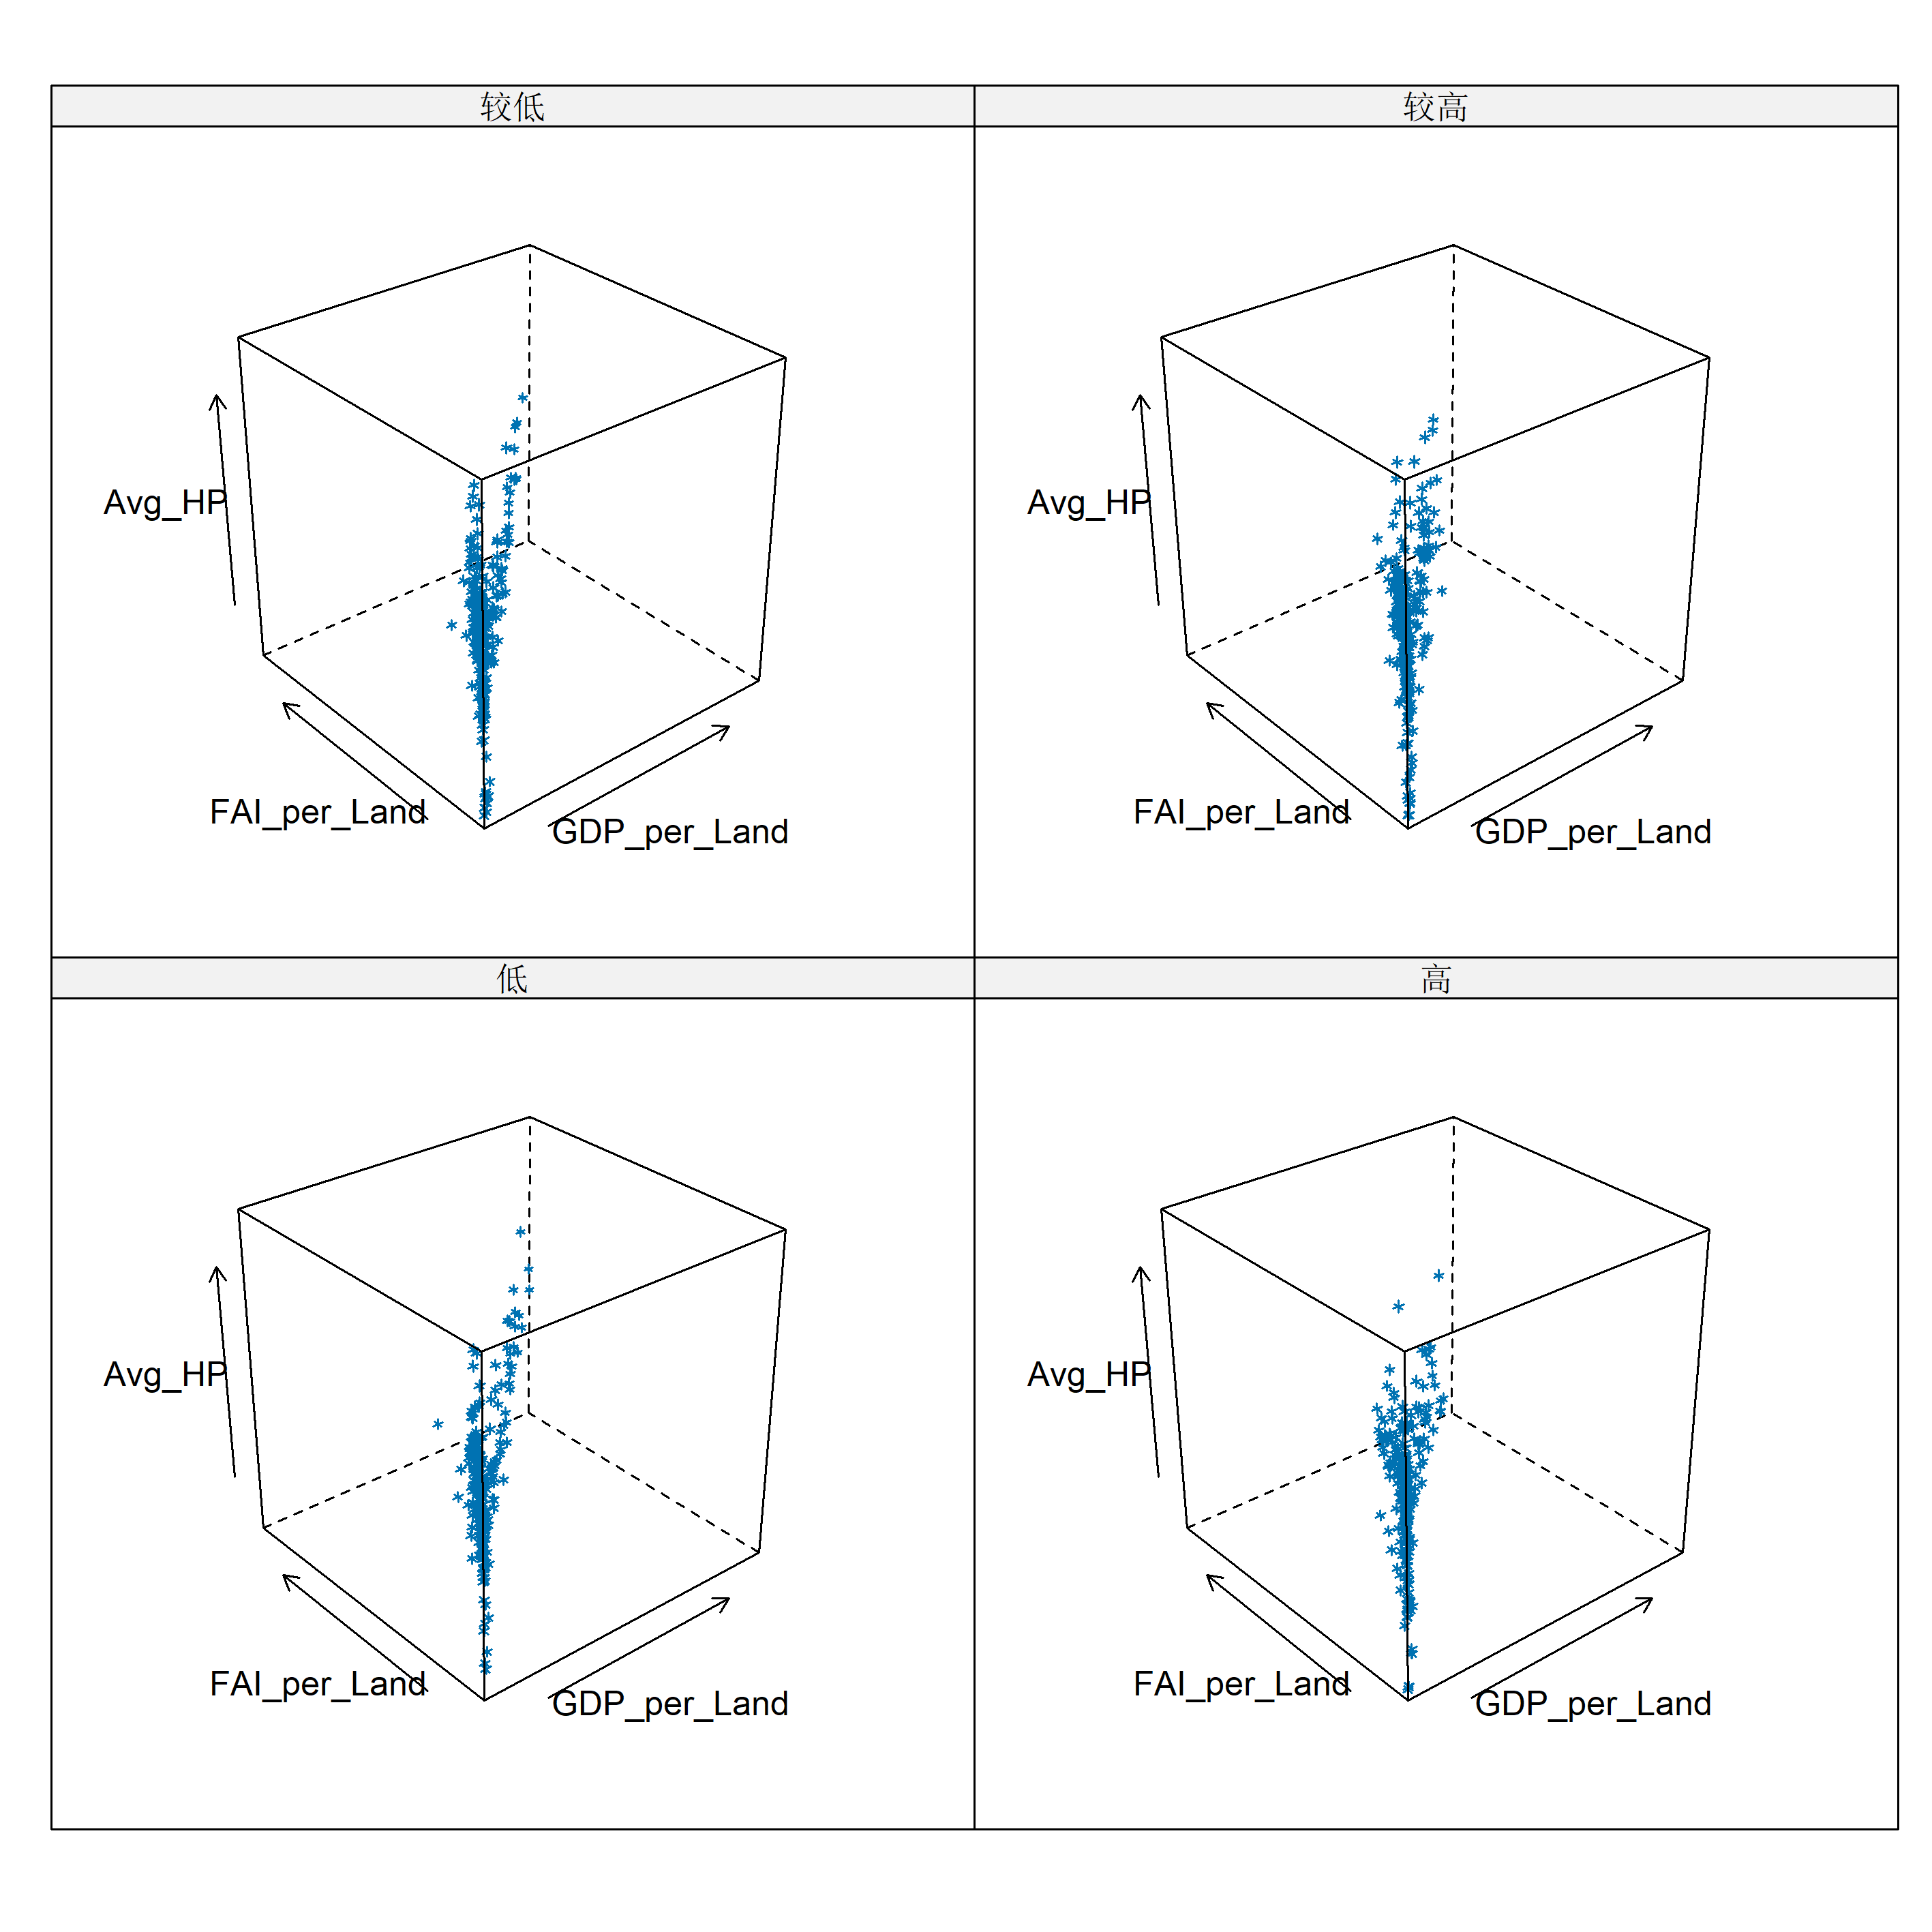 较低
较高
Avg_HP
FAI_per_Land
GDP_per_Land
Avg_HP
FAI_per_Land
GDP_per_Land
低
高
Avg_HP
FAI_per_Land
GDP_per_Land
Avg_HP
FAI_per_Land
GDP_per_Land